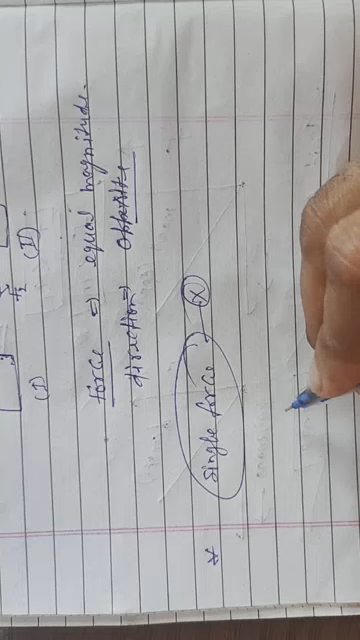 (I) (II)
force ⇒ equal magnitude.
direction ⇒ opposite
* Single force, (x)